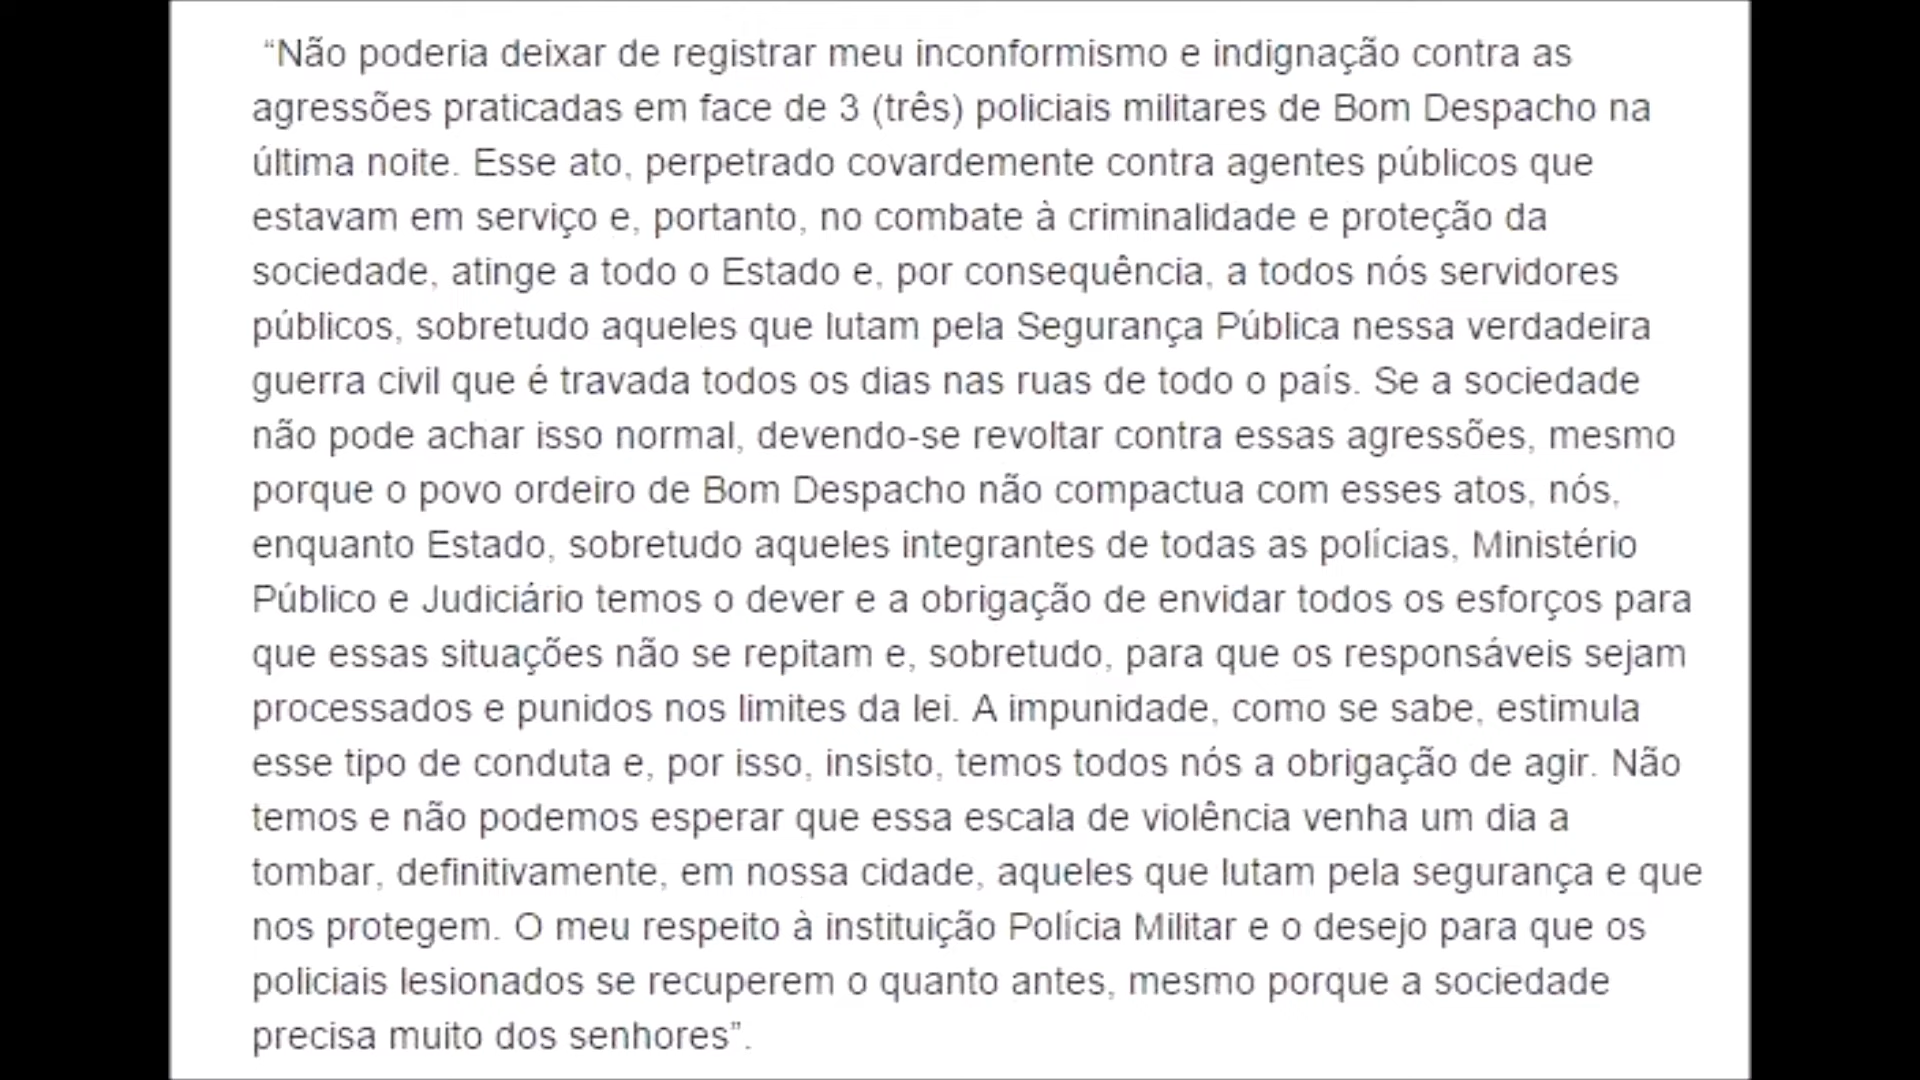 “Não poderia deixar de registrar meu inconformismo e indignação contra as
agressões praticadas em face de 3 (três) policiais militares de Bom Despacho na
última noite. Esse ato, perpetrado covardemente contra agentes públicos que
estavam em serviço e, portanto, no combate à criminalidade e proteção da
sociedade, atinge a todo o Estado e, por consequência, a todos nós servidores
públicos, sobretudo aqueles que lutam pela Segurança Pública nessa verdadeira
guerra civil que é travada todos os dias nas ruas de todo o país. Se a sociedade
não pode achar isso normal, devendo-se revoltar contra essas agressões, mesmo
porque o povo ordeiro de Bom Despacho não compactua com esses atos, nós,
enquanto Estado, sobretudo aqueles integrantes de todas as polícias, Ministério
Público e Judiciário temos o dever e a obrigação de envidar todos os esforços para
que essas situações não se repitam e, sobretudo, para que os responsáveis sejam
processados e punidos nos limites da lei. A impunidade, como se sabe, estimula
esse tipo de conduta e, por isso, insisto, temos todos nós a obrigação de agir. Não
temos e não podemos esperar que essa escala de violência venha um dia a
tombar, definitivamente, em nossa cidade, aqueles que lutam pela segurança e que
nos protegem. O meu respeito à instituição Polícia Militar e o desejo para que os
policiais lesionados se recuperem o quanto antes, mesmo porque a sociedade
precisa muito dos senhores”.